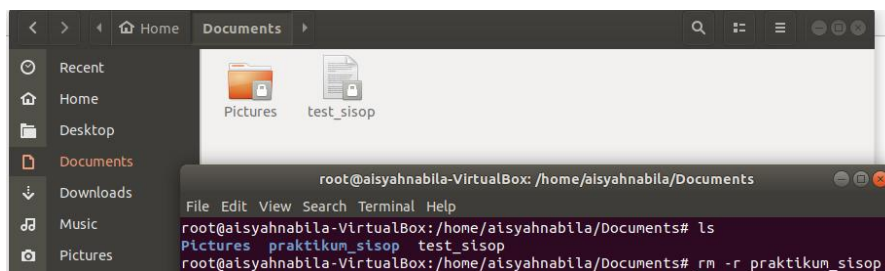 Home Documents
Recent
Home
Desktop
Documents
Downloads
Music
Pictures
Pictures test_sisop
root@aisyahnabila-VirtualBox: /home/aisyahnabila/Documents
File Edit View Search Terminal Help
root@aisyahnabila-VirtualBox:/home/aisyahnabila/Documents# ls
Pictures praktikum_sisop test_sisop
root@aisyahnabila-VirtualBox:/home/aisyahnabila/Documents# rm -r praktikum_sisop